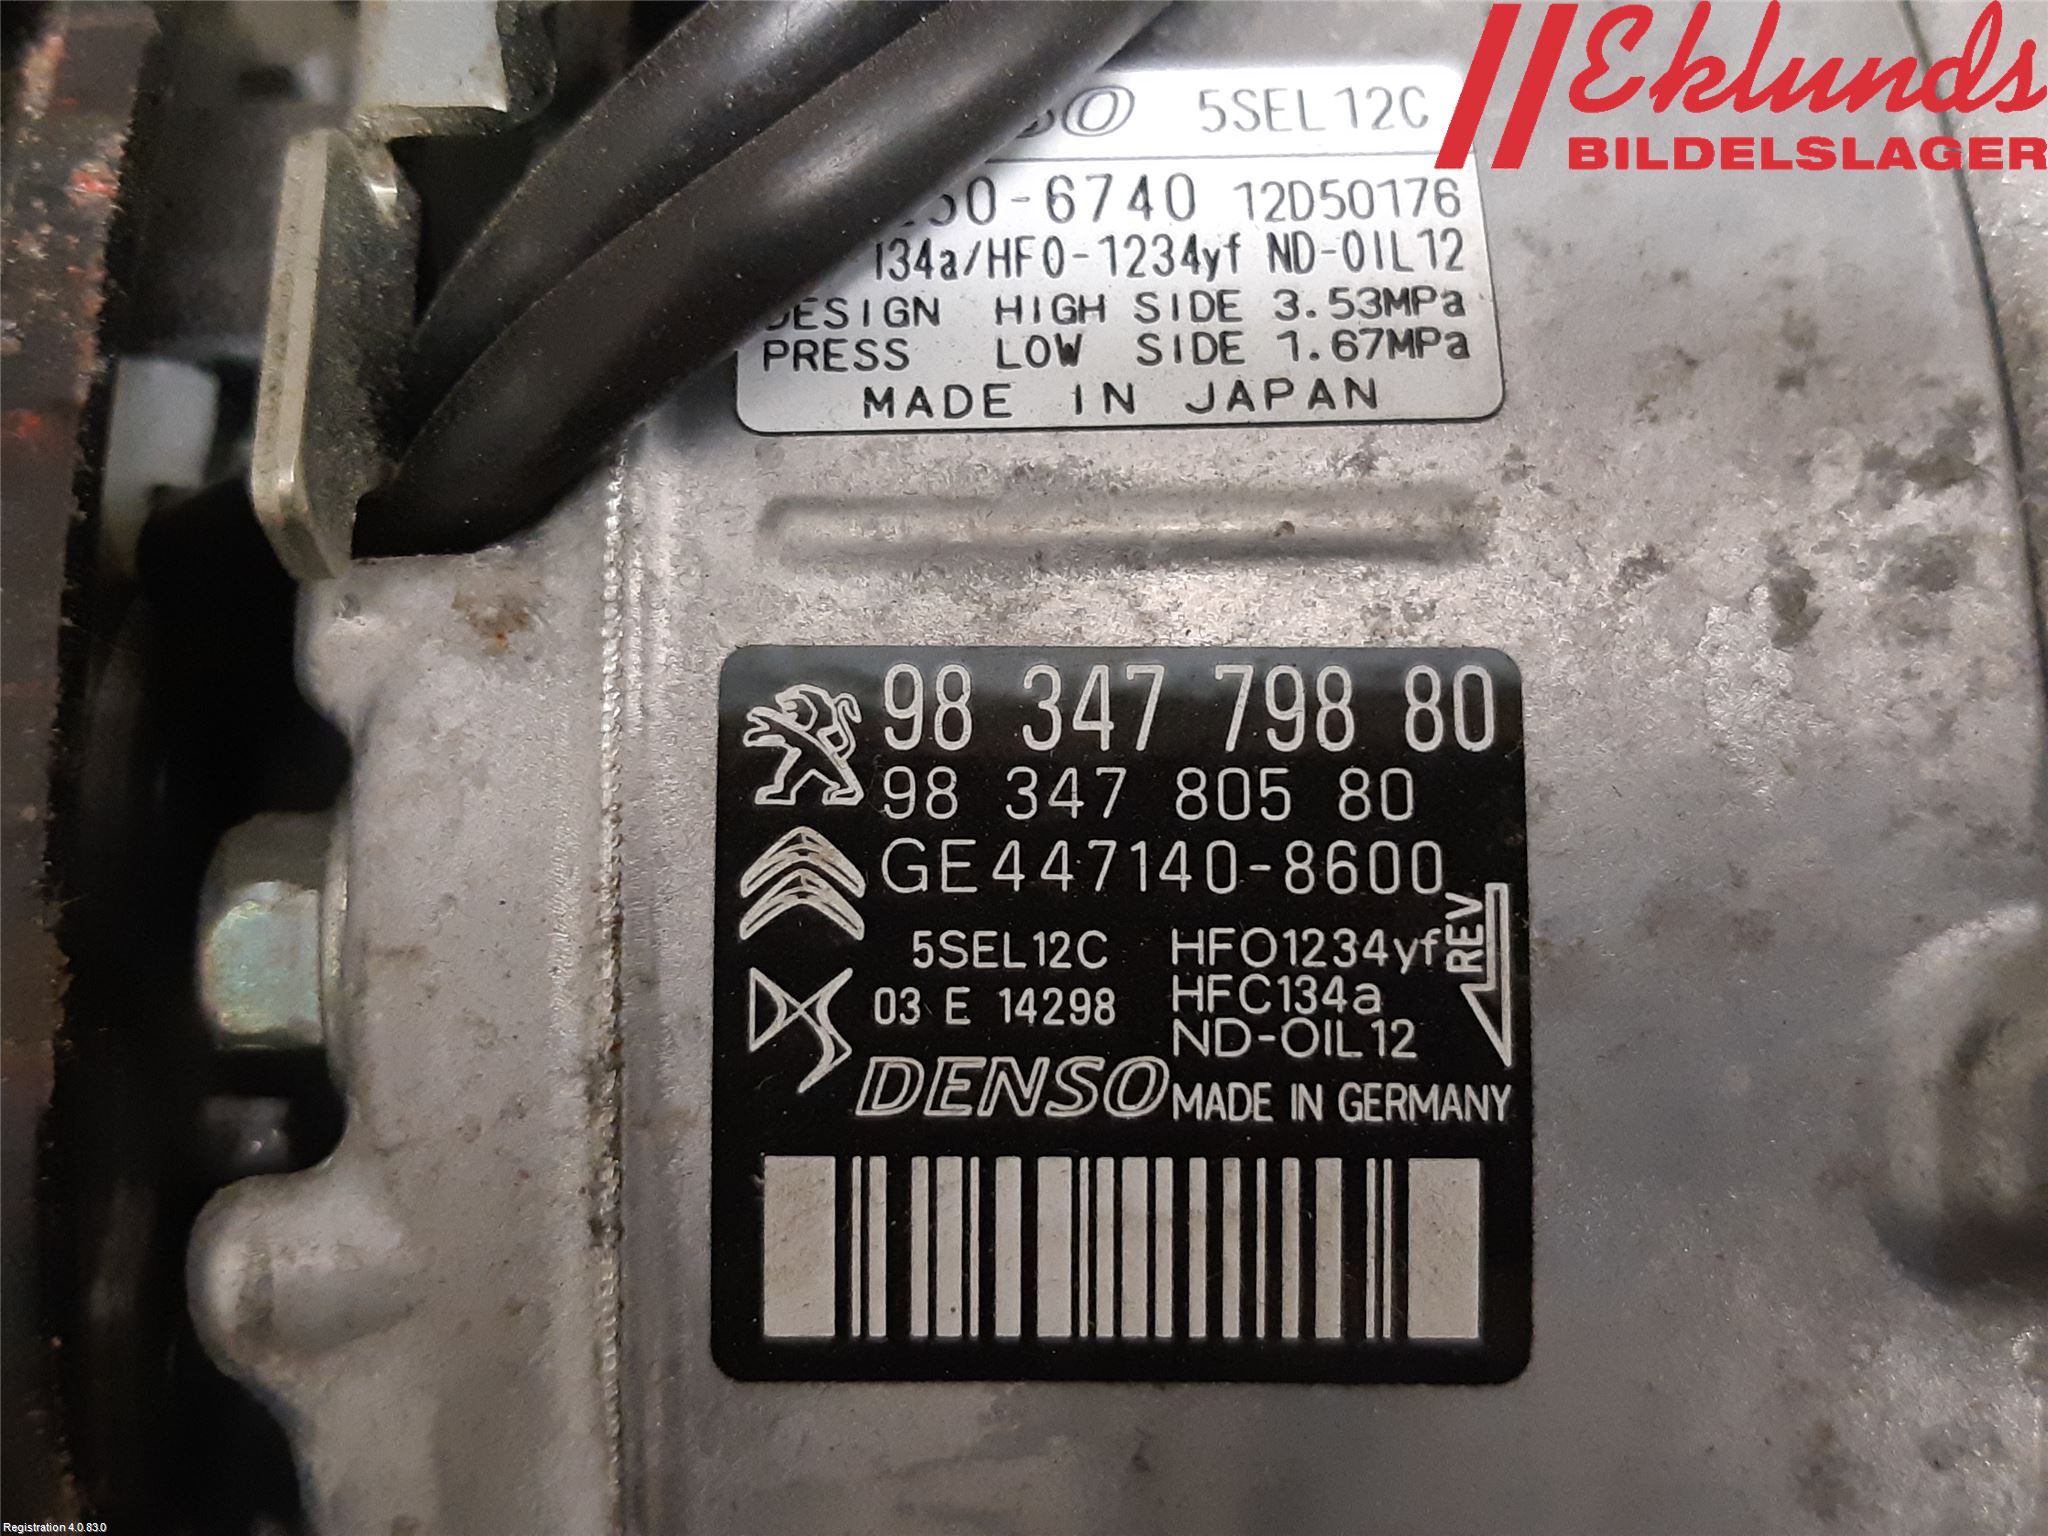 Eklunds
BILDELSLAGER
5SEL12C
50-6740 12D50176
134a/HFO-1234yf ND-OIL12
DESIGN HIGH SIDE 3.53MPa
PRESS LOW SIDE 1.67MPa
MADE IN JAPAN
98 347 798 80
98 347 805 80
GE447140-8600
REV
5SEL12C HFO1234yf
03 E 14298 HFC134a
ND-OIL12
DENSO MADE IN GERMANY
Registration 4.0.83.0